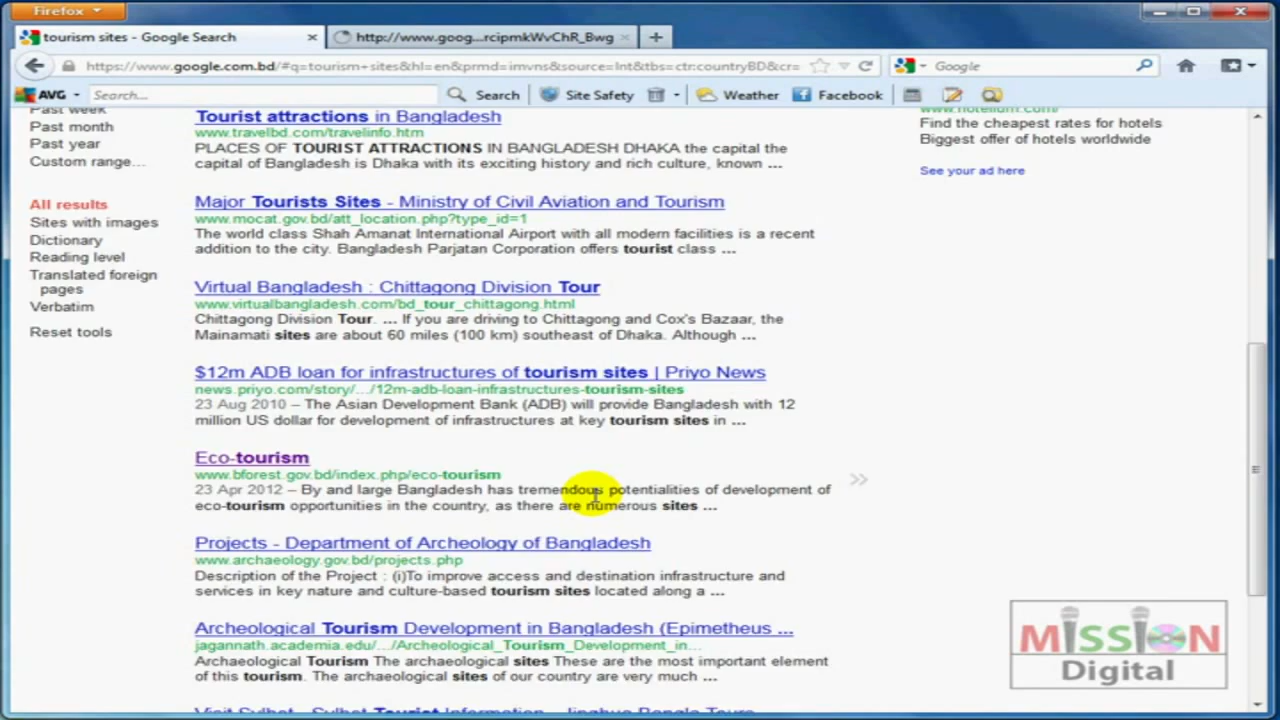 Firefox
tourism sites - Google Search
http://www.goog...rcipmkWvChR_Bwg
https://www.google.com.bd/#q=tourism+sites&hl=en&prmd=imvns&source=lnt&tbs=ctr:countryBD&cr=
Google
AVG
Search...
Search
Site Safety
Weather
Facebook
Past week
Past month
Past year
Custom range...
All results
Sites with images
Dictionary
Reading level
Translated foreign
pages
Verbatim
Reset tools
Tourist attractions in Bangladesh
www.travelbd.com/travelinfo.htm
PLACES OF TOURIST ATTRACTIONS IN BANGLADESH DHAKA the capital the
capital of Bangladesh is Dhaka with its exciting history and rich culture, known ...
Major Tourists Sites - Ministry of Civil Aviation and Tourism
www.mocat.gov.bd/att_location.php?type_id=1
The world class Shah Amanat International Airport with all modern facilities is a recent
addition to the city. Bangladesh Parjatan Corporation offers tourist class ...
Virtual Bangladesh : Chittagong Division Tour
www.virtualbangladesh.com/bd_tour_chittagong.html
Chittagong Division Tour. ... If you are driving to Chittagong and Cox's Bazaar, the
Mainamati sites are about 60 miles (100 km) southeast of Dhaka. Although ...
$12m ADB loan for infrastructures of tourism sites | Priyo News
news.priyo.com/story/.../12m-adb-loan-infrastructures-tourism-sites
23 Aug 2010 – The Asian Development Bank (ADB) will provide Bangladesh with 12
million US dollar for development of infrastructures at key tourism sites in ...
Eco-tourism
www.bforest.gov.bd/index.php/eco-tourism
23 Apr 2012 – By and large Bangladesh has tremendous potentialities of development of
eco-tourism opportunities in the country, as there are numerous sites ...
Projects - Department of Archeology of Bangladesh
www.archaeology.gov.bd/projects.php
Description of the Project : (i)To improve access and destination infrastructure and
services in key nature and culture-based tourism sites located along a ...
Archeological Tourism Development in Bangladesh (Epimetheus ...
jagannath.academia.edu/.../Archaeological_Tourism_Development_in...
Archaeological Tourism The archaeological sites These are the most important element
of this tourism. The archaeological sites of our country are very much ...
Visit Sylhet - Sylhet Tourist Information - Jinghua Bangla Tours
www.hotelum.com/
Find the cheapest rates for hotels
Biggest offer of hotels worldwide
See your ad here
MISSION
Digital